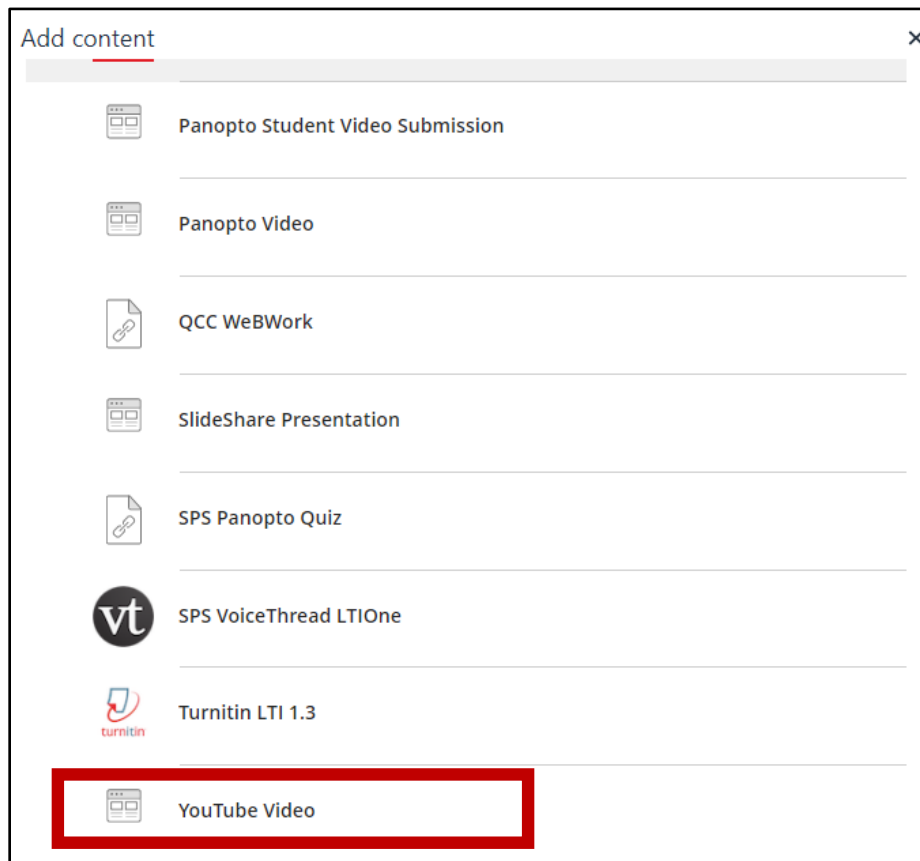 Add content
Panopto Student Video Submission
Panopto Video
QCC WeBWork
SlideShare Presentation
SPS Panopto Quiz
vt
SPS VoiceThread LTIOne
turnitin
Turnitin LTI 1.3
YouTube Video